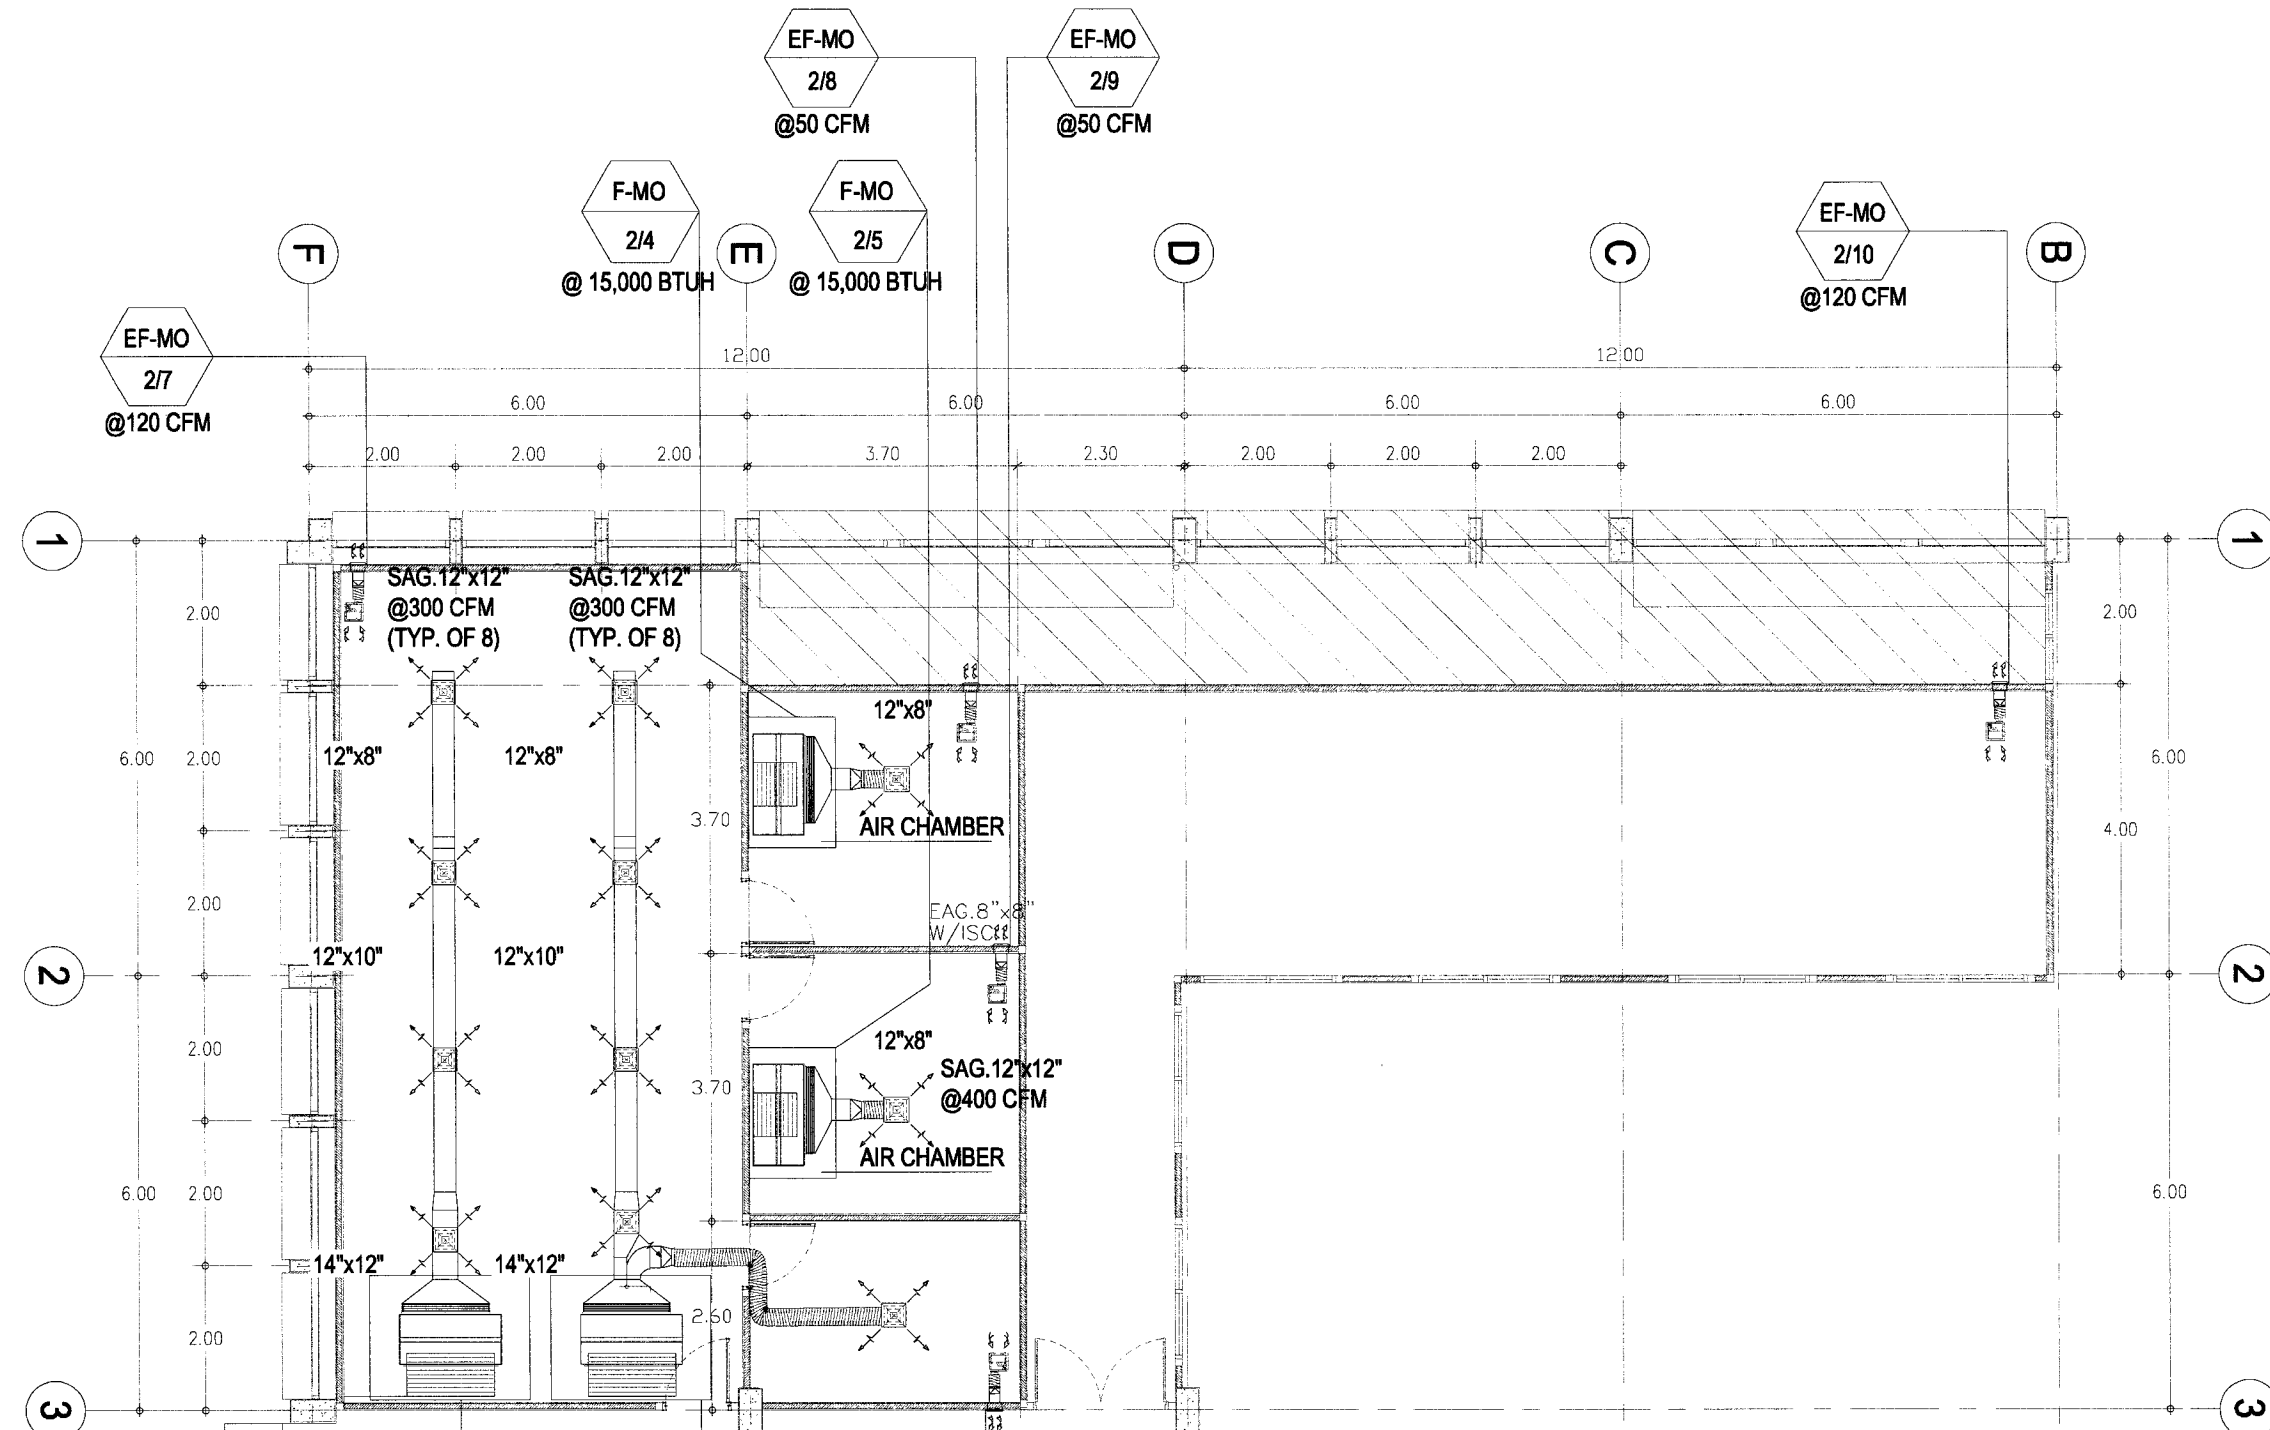 EF-MO
2/8
@50 CFM
EF-MO
2/9
@50 CFM
F-MO
2/4
@ 15,000 BTUH
F-MO
2/5
@ 15,000 BTUH
EF-MO
2/10
@120 CFM
EF-MO
2/7
@120 CFM
F
E
D
C
B
12.00
12.00
6.00
6.00
6.00
6.00
2.00
2.00
2.00
3.70
2.30
2.00
2.00
2.00
1
1
SAG.12"x12"
@300 CFM
(TYP. OF 8)
SAG.12"x12"
@300 CFM
(TYP. OF 8)
2.00
2.00
12"x8"
12"x8"
12"x8"
6.00
2.00
6.00
3.70
AIR CHAMBER
4.00
2.00
EAG.8"x8"
W/ISC
12"x10"
12"x10"
2
2
2.00
12"x8"
SAG.12"x12"
@400 CFM
3.70
AIR CHAMBER
6.00
2.00
6.00
14"x12"
14"x12"
2.60
2.00
3
3